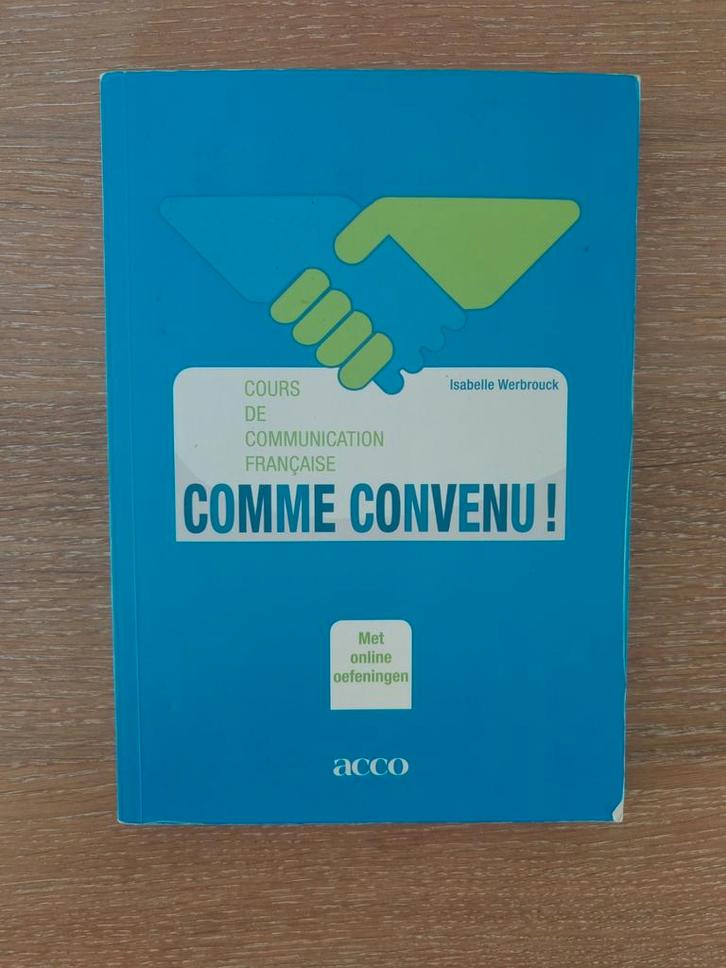 Isabelle Werbrouck
COURS
DE
COMMUNICATION
FRANÇAISE
COMME CONVENU !
Met
online
oefeningen
acco